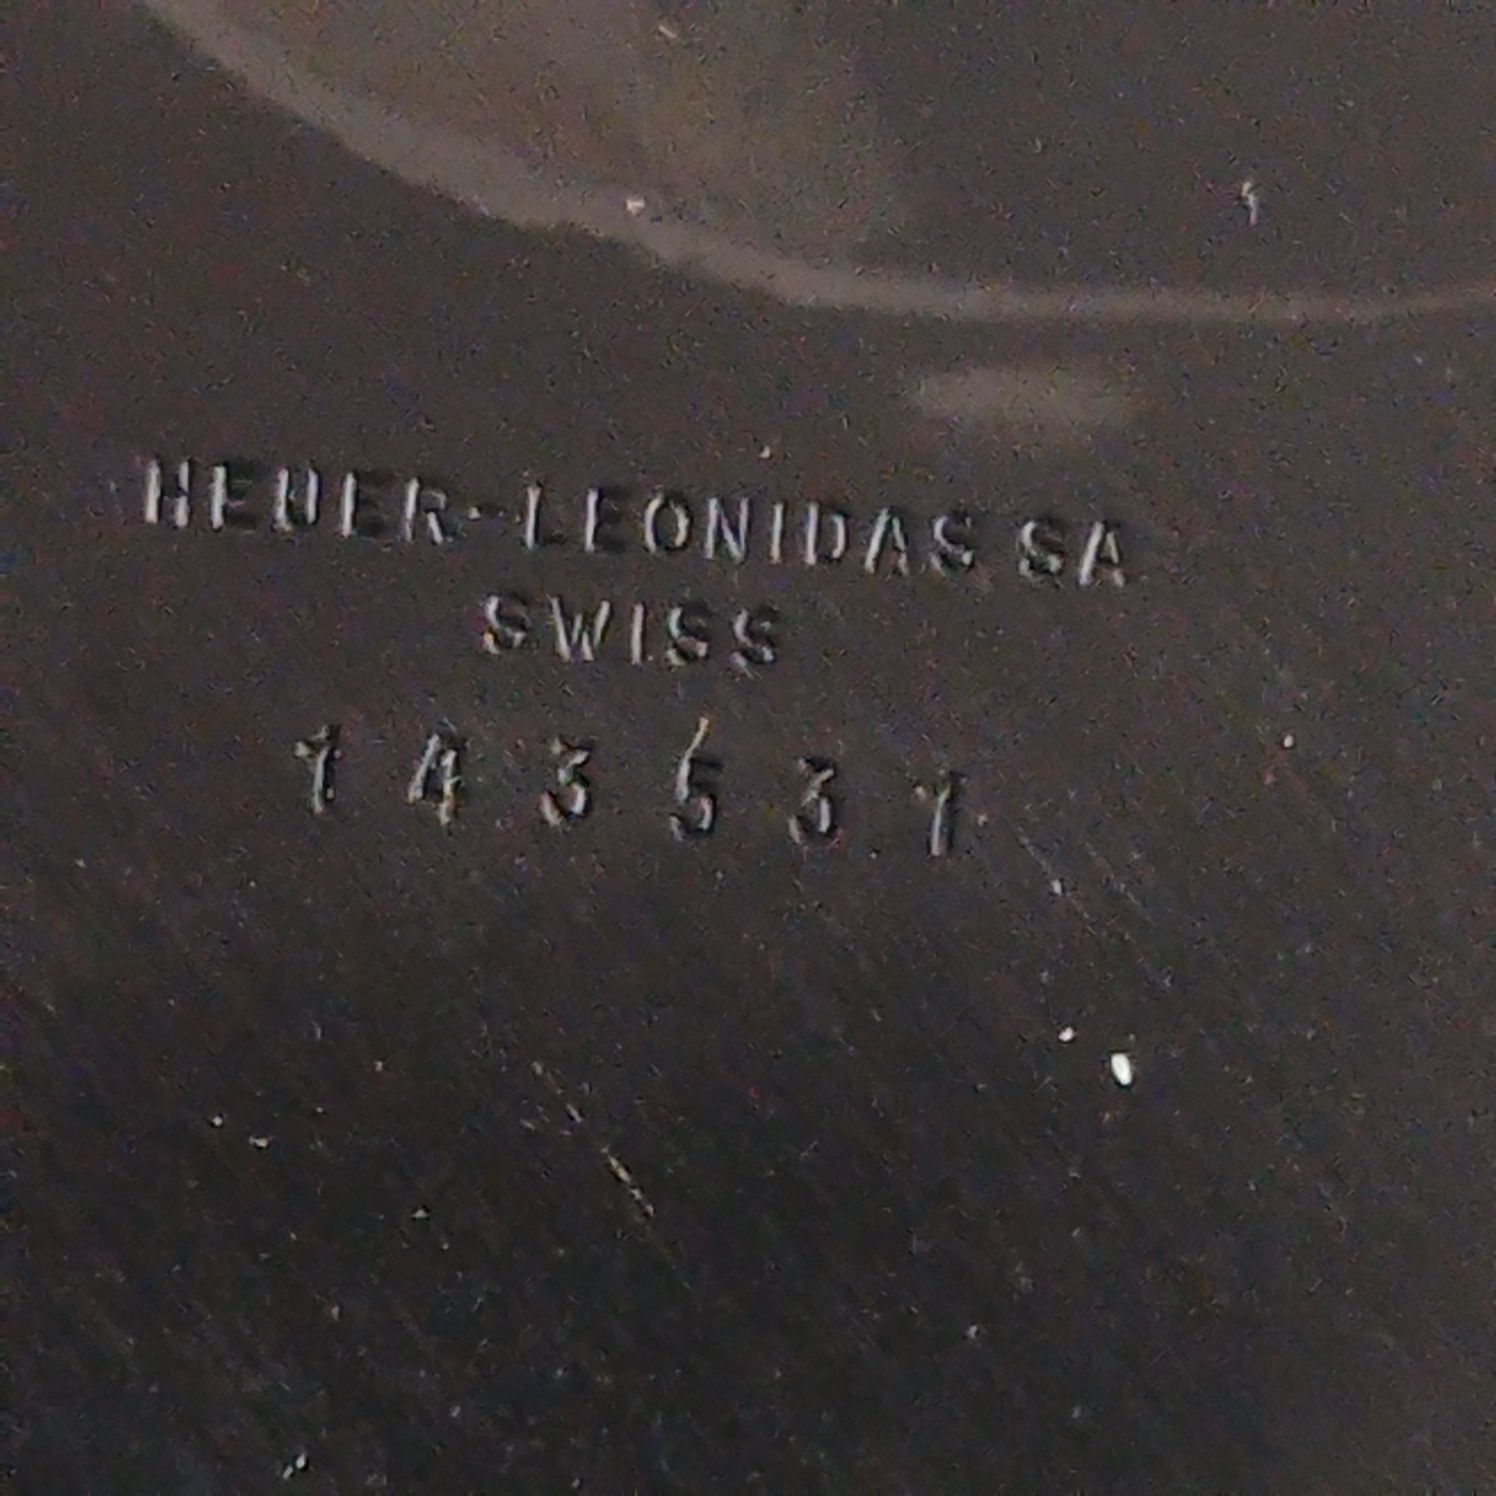 HEUER-LEONIDAS SA
SWISS
143531